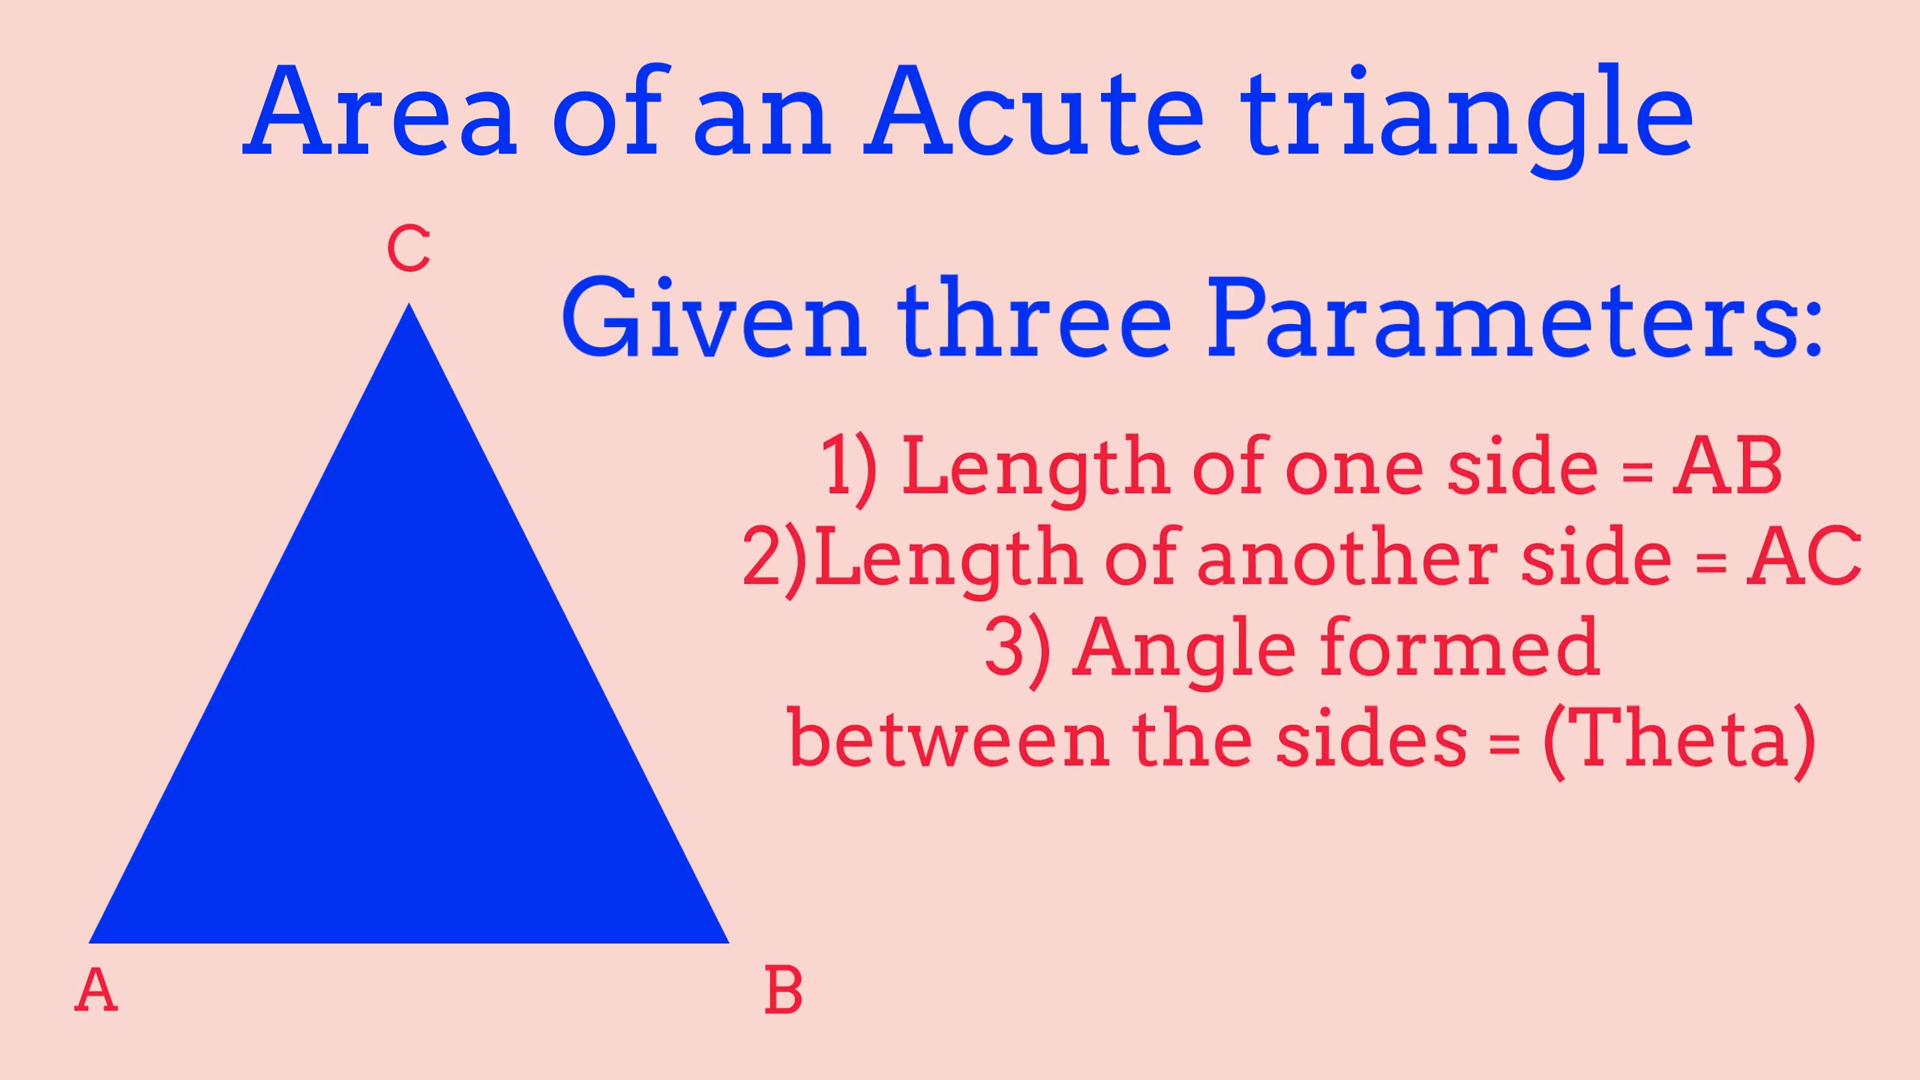 Area of an Acute triangle
C
Given three Parameters:
1) Length of one side = AB
2)Length of another side = AC
3) Angle formed
between the sides = (Theta)
A
B